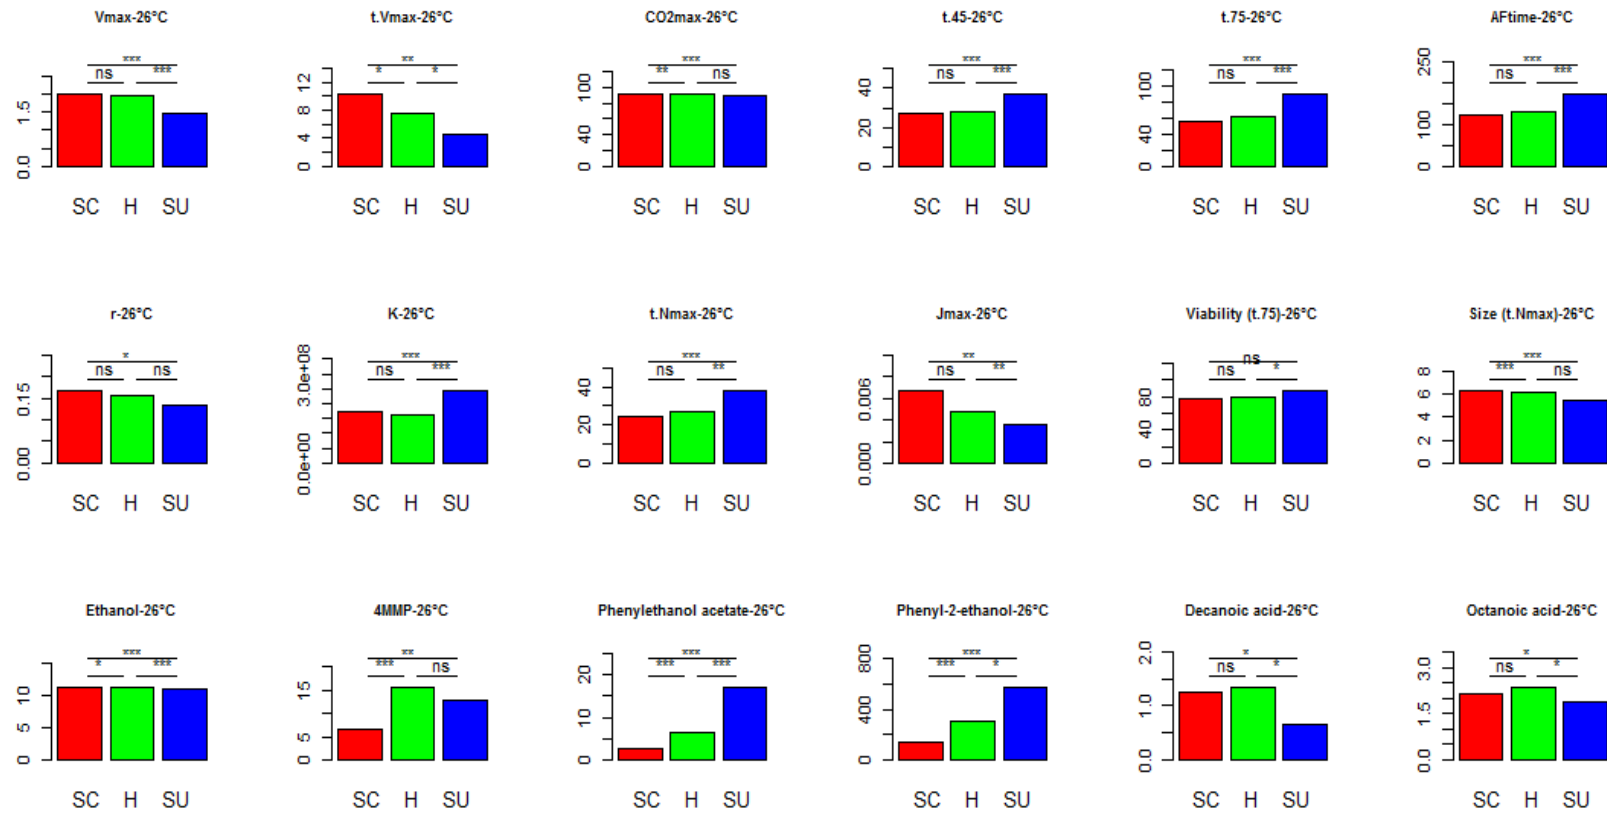 Vmax-26°C t.Vmax-26°C CO2max-26°C t.45-26°C t.75-26°C AFtime-26°C
*** ** *** *** *** ***
ns *** * * ** ns ns *** ns *** ns ***
0.0 1.5 0 4 8 12 0 40 100 0 20 40 0 40 100 0 100 250
SC H SU SC H SU SC H SU SC H SU SC H SU SC H SU
r-26°C K-26°C t.Nmax-26°C Jmax-26°C Viability (t.75)-26°C Size (t.Nmax)-26°C
* *** *** ** ns ***
ns ns ns *** ns ** ns ** ns * *** ns
0.00 0.15 0.0e+00 3.0e+08 0 20 40 0.000 0.006 0 40 80 0 2 4 6 8
SC H SU SC H SU SC H SU SC H SU SC H SU SC H SU
Ethanol-26°C 4MMP-26°C Phenylethanol acetate-26°C Phenyl-2-ethanol-26°C Decanoic acid-26°C Octanoic acid-26°C
*** ** *** *** * *
* *** *** ns *** *** *** * ns * ns *
0 5 10 0 5 15 0 10 20 0 400 800 0.0 1.0 2.0 0.0 1.5 3.0
SC H SU SC H SU SC H SU SC H SU SC H SU SC H SU